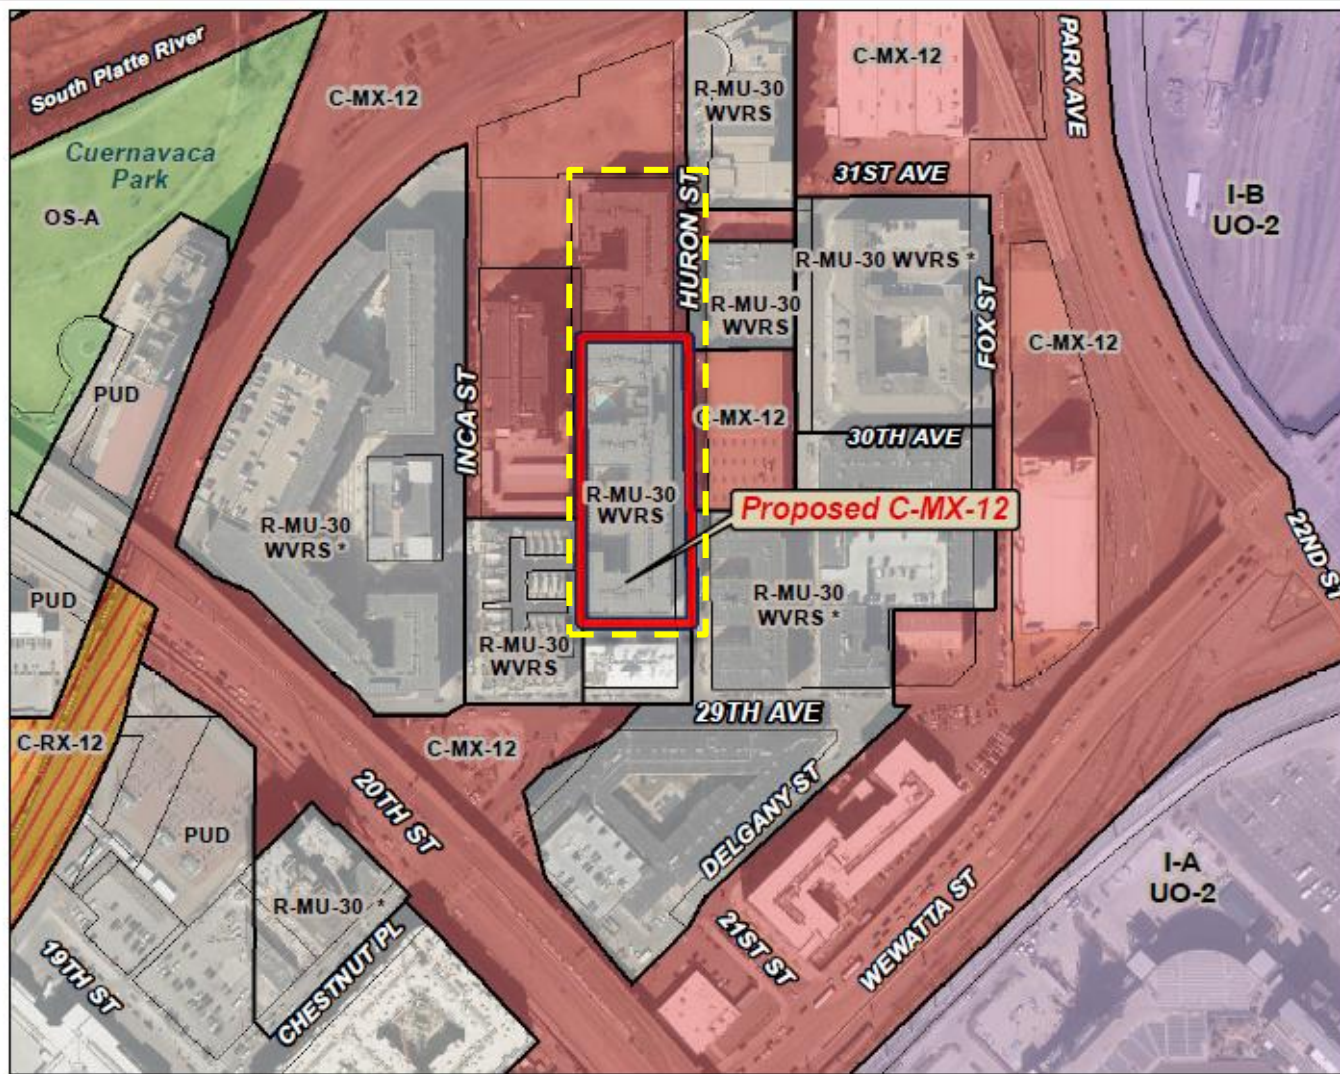 South Platte River
C-MX-12
C-MX-12
PARK AVE
R-MU-30
WVRS
Cuernavaca
Park
31ST AVE
I-B
UO-2
OS-A
HURON ST
R-MU-30 WVRS *
R-MU-30
WVRS
FOX ST
C-MX-12
PUD
INCA ST
C-MX-12
30TH AVE
R-MU-30
WVRS
Proposed C-MX-12
R-MU-30
WVRS *
22ND ST
PUD
R-MU-30
WVRS *
R-MU-30
WVRS
29TH AVE
C-RX-12
C-MX-12
20TH ST
DELGANY ST
PUD
I-A
UO-2
R-MU-30 *
21ST ST
WEWATTA ST
19TH ST
CHESTNUT PL